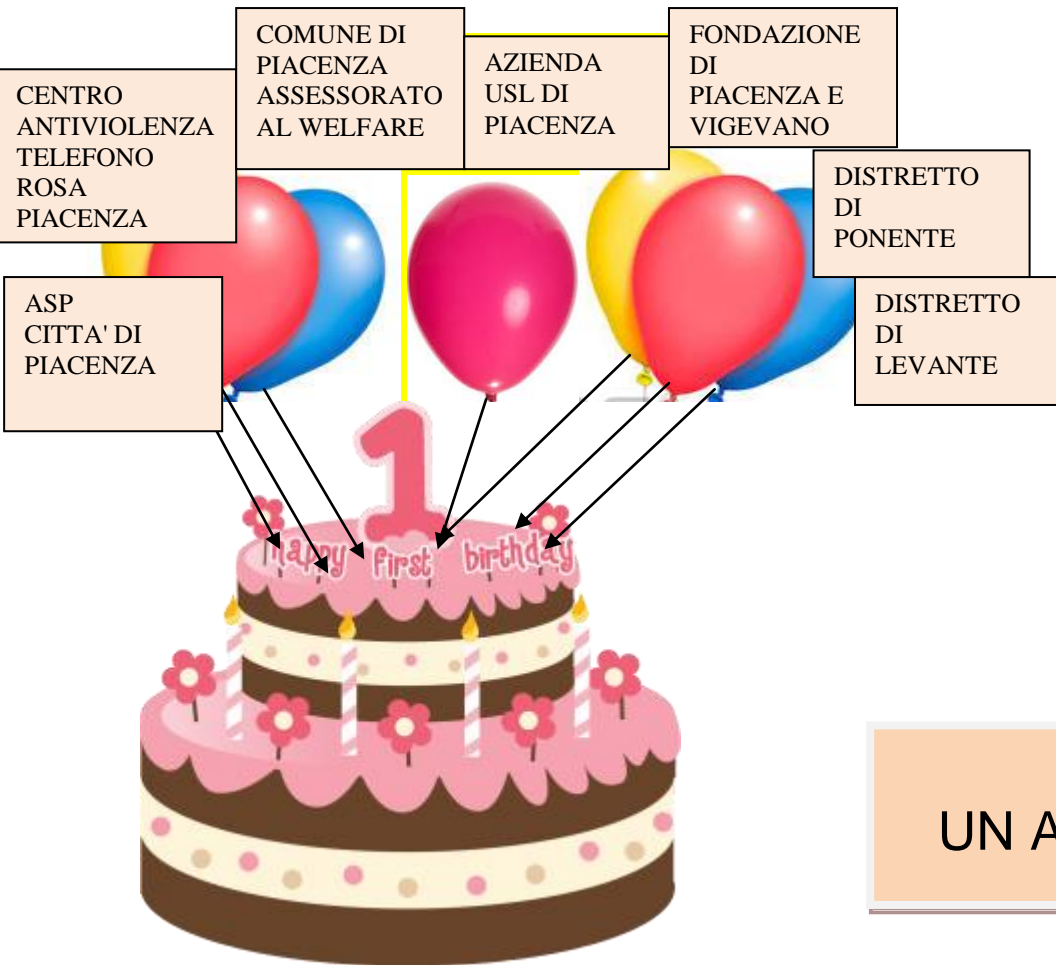 CENTRO
ANTIVIOLENZA
TELEFONO
ROSA
PIACENZA
COMUNE DI
PIACENZA
ASSESSORATO
AL WELFARE
AZIENDA
USL DI
PIACENZA
FONDAZIONE
DI
PIACENZA E
VIGEVANO
DISTRETTO
DI
PONENTE
ASP
CITTA' DI
PIACENZA
DISTRETTO
DI
LEVANTE
1
happy first birthday
UN A